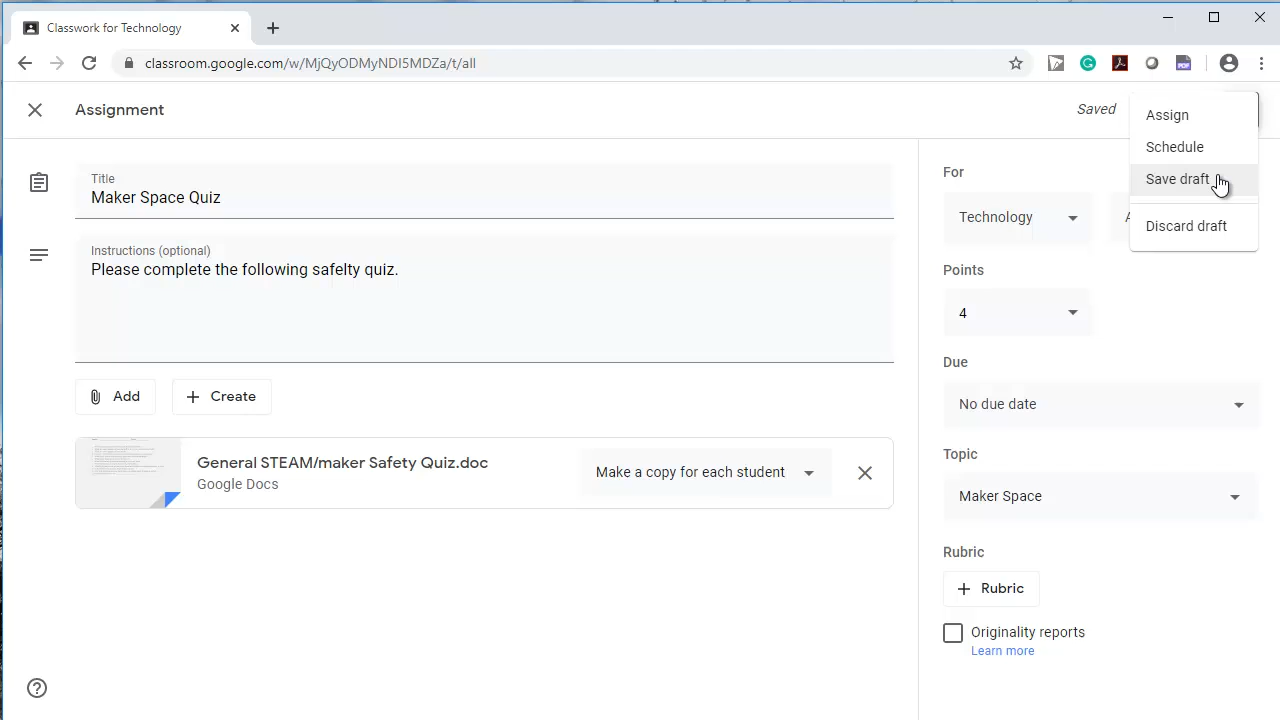 Classwork for Technology
classroom.google.com/w/MjQyODMyNDI5MDZa/t/all
Assignment
Saved
Assign
Schedule
Save draft
Discard draft
Title
Maker Space Quiz
Instructions (optional)
Please complete the following safelty quiz.
Add
Create
General STEAM/maker Safety Quiz.doc
Google Docs
Make a copy for each student
For
Technology
A
Points
4
Due
No due date
Topic
Maker Space
Rubric
Rubric
Originality reports
Learn more
PDF